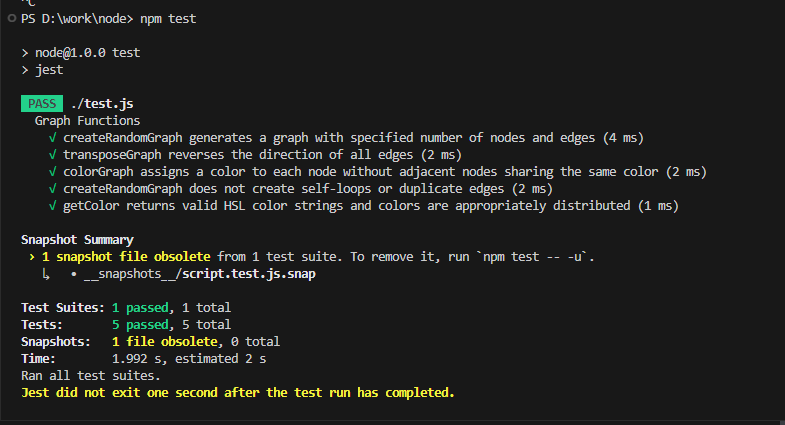 ^C
PS D:\work\node> npm test
> node@1.0.0 test
> jest
PASS ./test.js
Graph Functions
√ createRandomGraph generates a graph with specified number of nodes and edges (4 ms)
√ transposeGraph reverses the direction of all edges (2 ms)
√ colorGraph assigns a color to each node without adjacent nodes sharing the same color (2 ms)
√ createRandomGraph does not create self-loops or duplicate edges (2 ms)
√ getColor returns valid HSL color strings and colors are appropriately distributed (1 ms)
Snapshot Summary
› 1 snapshot file obsolete from 1 test suite. To remove it, run `npm test -- -u`.
↳ • __snapshots__/script.test.js.snap
Test Suites: 1 passed, 1 total
Tests: 5 passed, 5 total
Snapshots: 1 file obsolete, 0 total
Time: 1.992 s, estimated 2 s
Ran all test suites.
Jest did not exit one second after the test run has completed.